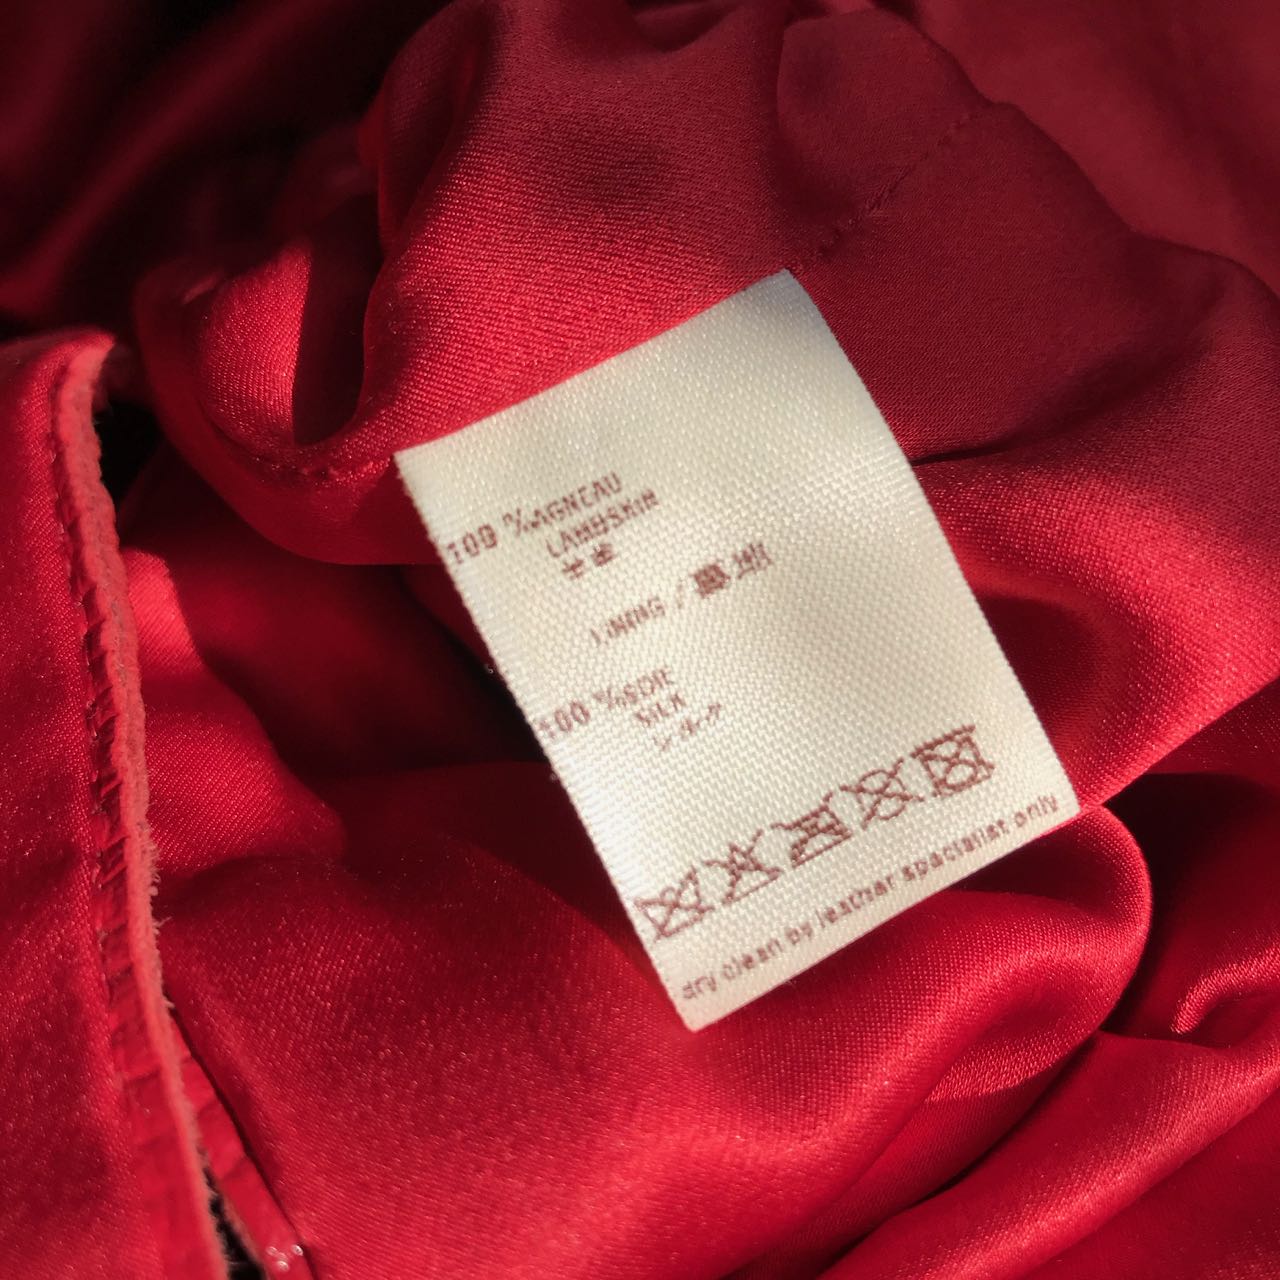 100 %AGNEAU
LAMBSKIN
羊革
LINING / 裏地
100 %SOIE
SILK
シルク
dry clean by leather specialist only